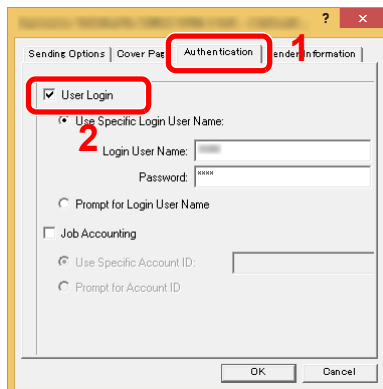 ? ×
Sending Options Cover Pag Authentication ender Information
1
User Login
Use Specific Login User Name:
2
Login User Name:
Password: ****
Prompt for Login User Name
Job Accounting
Use Specific Account ID:
Prompt for Account ID
OK Cancel